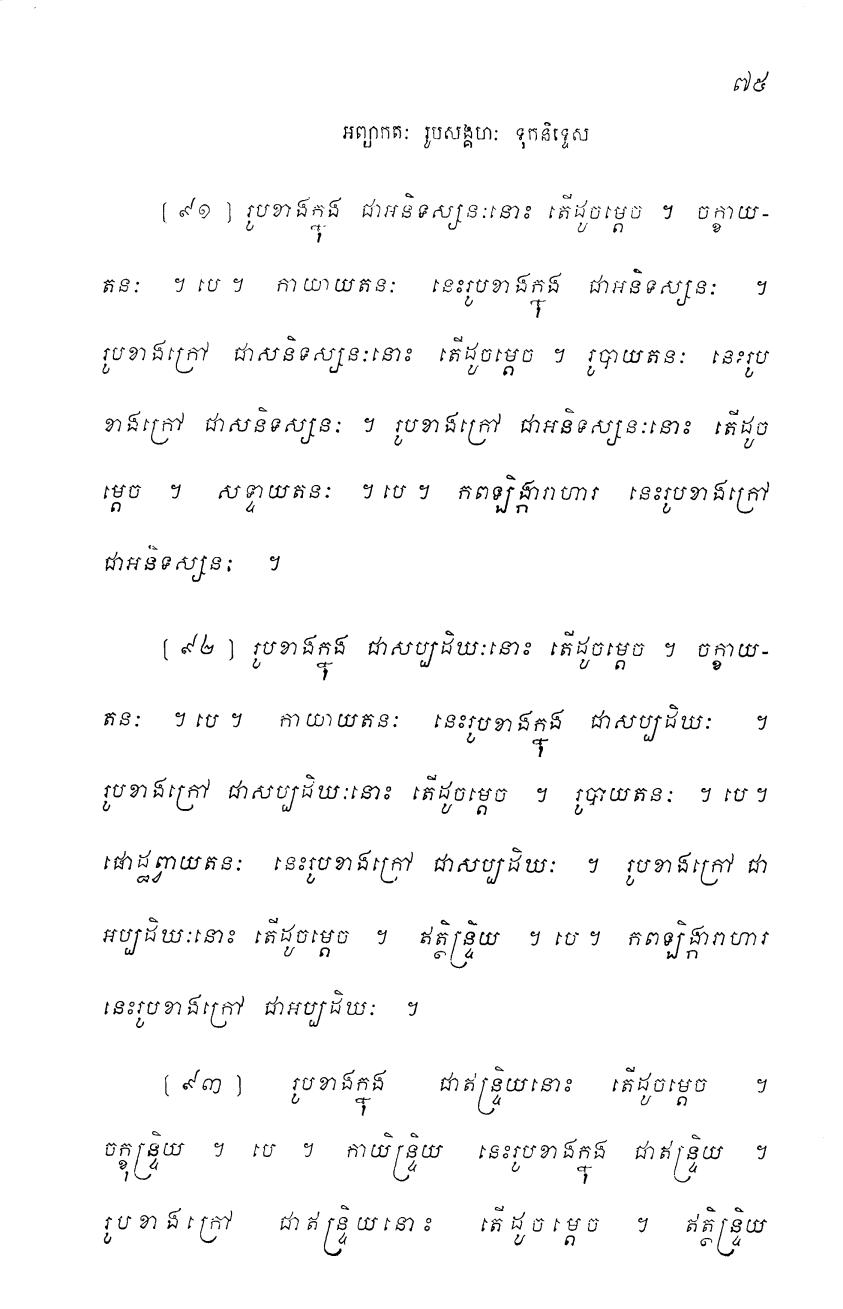 ៧៥
អព្យាកតៈ រូបសង្គហៈ ទុកនិទ្ទេស
[ ៩១ ] រូបខាងក្នុង ជាអនិទស្សនៈនោះ តើដូចម្តេច ។ ចក្ខាយ-
តនៈ ។ បេ ។ កាយាយតនៈ នេះរូបខាងក្នុង ជាអនិទស្សនៈ ។
រូបខាងក្រៅ ជាសនិទស្សនៈនោះ តើដូចម្តេច ។ រូបាយតនៈ នេះរូប
ខាងក្រៅ ជាសនិទស្សនៈ ។ រូបខាងក្រៅ ជាអនិទស្សនៈនោះ តើដូច
ម្តេច ។ សទ្ទាយតនៈ ។ បេ ។ កពឡិង្ការាហារ នេះរូបខាងក្រៅ
ជាអនិទស្សនៈ ។
[ ៩២ ] រូបខាងក្នុង ជាសប្បដិឃៈនោះ តើដូចម្តេច ។ ចក្ខាយ-
តនៈ ។ បេ ។ កាយាយតនៈ នេះរូបខាងក្នុង ជាសប្បដិឃៈ ។
រូបខាងក្រៅ ជាសប្បដិឃៈនោះ តើដូចម្តេច ។ រូបាយតនៈ ។ បេ ។
ផោដ្ឋព្វាយតនៈ នេះរូបខាងក្រៅ ជាសប្បដិឃៈ ។ រូបខាងក្រៅ ជា
អប្បដិឃៈនោះ តើដូចម្តេច ។ ឥត្ថិន្ទ្រិយ ។ បេ ។ កពឡិង្ការាហារ
នេះរូបខាងក្រៅ ជាអប្បដិឃៈ ។
[ ៩៣ ] រូបខាងក្នុង ជាឥន្ទ្រិយនោះ តើដូចម្តេច ។
ចក្ខុន្ទ្រិយ ។ បេ ។ កាយិន្ទ្រិយ នេះរូបខាងក្នុង ជាឥន្ទ្រិយ ។
រូបខាងក្រៅ ជាឥន្ទ្រិយនោះ តើដូចម្តេច ។ ឥត្ថិន្ទ្រិយ